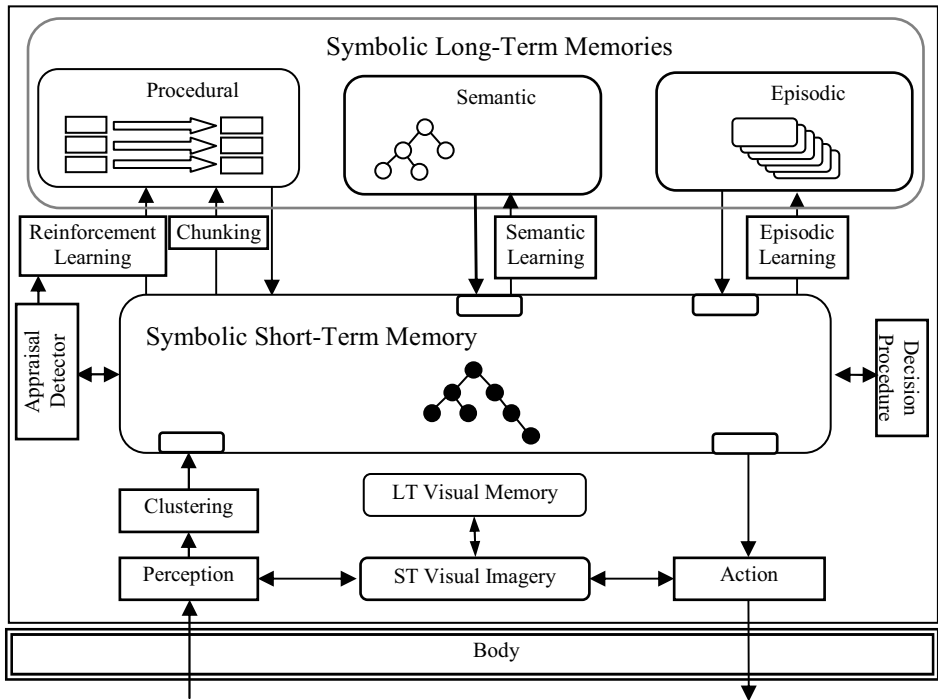 Symbolic Long-Term Memories
Procedural
Semantic
Episodic
Reinforcement
Learning
Chunking
Semantic
Learning
Episodic
Learning
Symbolic Short-Term Memory
Appraisal
Detector
Decision
Procedure
LT Visual Memory
Clustering
Perception
ST Visual Imagery
Action
Body